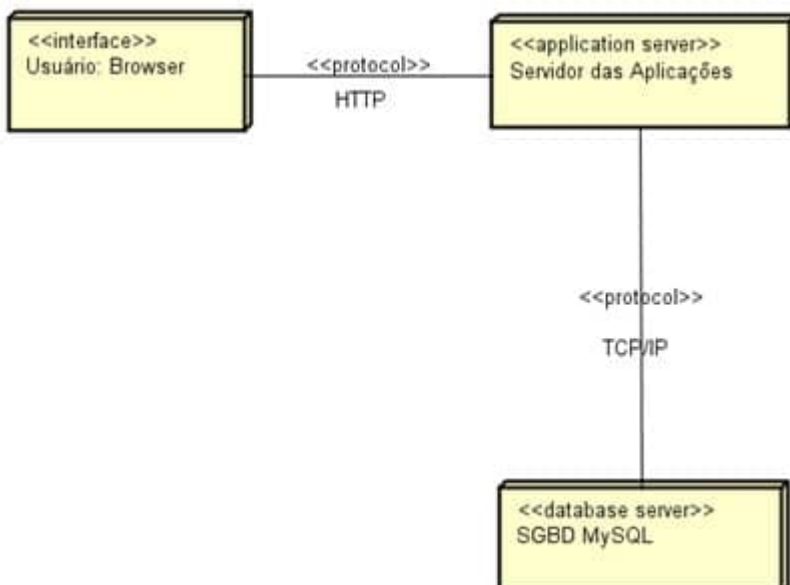 <<interface>>
Usuário: Browser
<<protocol>>
HTTP
<<application server>>
Servidor das Aplicações
<<protocol>>
TCP/IP
<<database server>>
SGBD MySQL